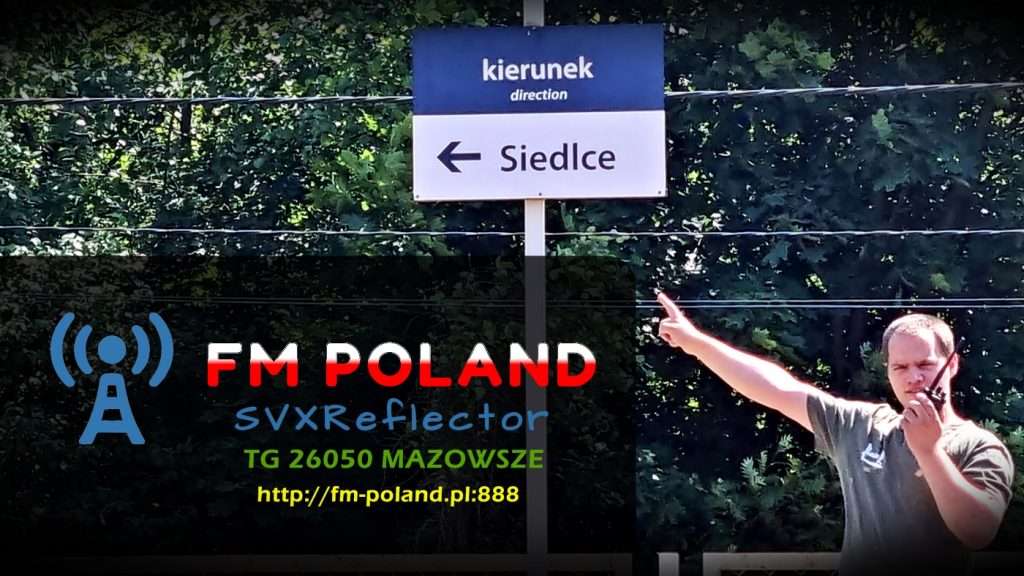 kierunek
direction
← Siedlce
FM POLAND
SVXReflector
TG 26050 MAZOWSZE
http://fm-poland.pl:888